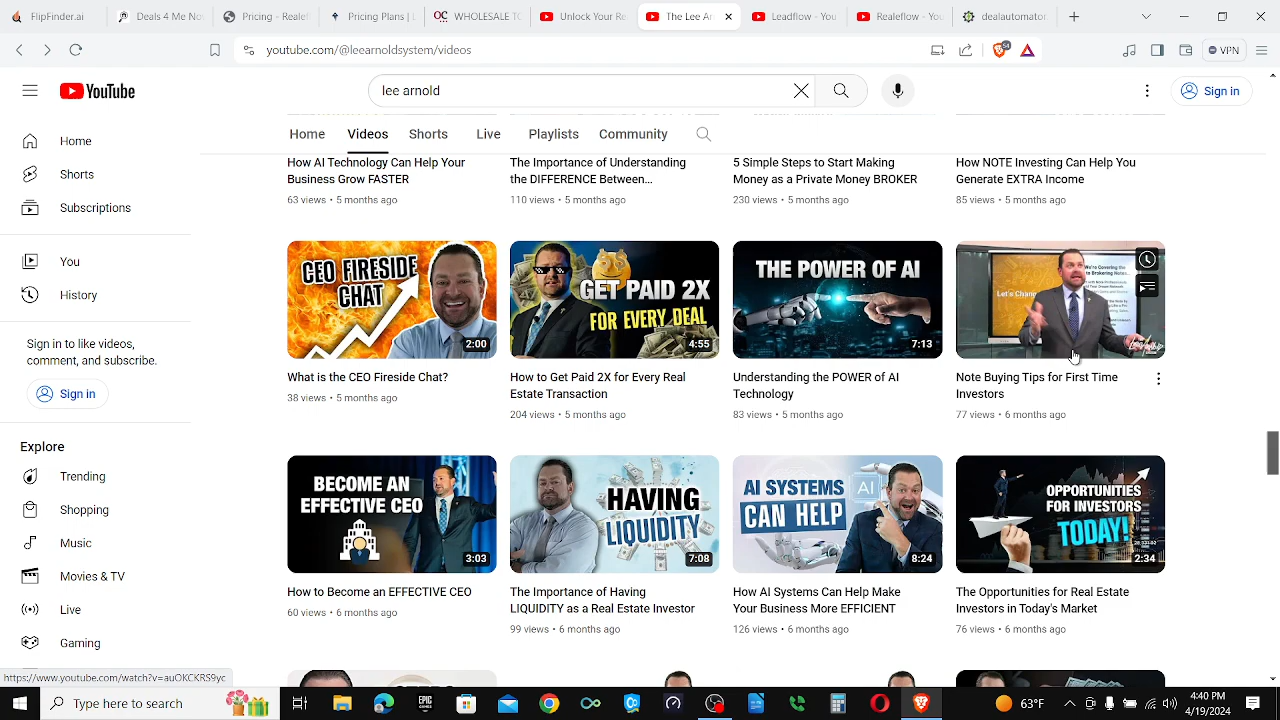 FlipFinder.ai
Deals 4 Me No
Pricing - Realef
Pricing Plans | L
WHOLESALE TO
Unlock Your Re
The Lee Ar
Leadflow - You
Realeflow - You
dealautomator
youtube.com/@leearnoldsystem/videos
VPN
YouTube
lee arnold
Sign in
Home
Videos
Shorts
Live
Playlists
Community
Home
Shorts
Subscriptions
You
History
Sign in to like videos,
comment, and subscribe.
Sign in
Explore
Trending
Shopping
Music
Movies & TV
Live
Gaming
How AI Technology Can Help Your
Business Grow FASTER
63 views • 5 months ago
The Importance of Understanding
the DIFFERENCE Between...
110 views • 5 months ago
5 Simple Steps to Start Making
Money as a Private Money BROKER
230 views • 5 months ago
How NOTE Investing Can Help You
Generate EXTRA Income
85 views • 5 months ago
CEO FIRESIDE
CHAT
2:00
What is the CEO Fireside Chat?
38 views • 5 months ago
GET PAID 2X
FOR EVERY DEAL
4:55
How to Get Paid 2X for Every Real
Estate Transaction
204 views • 5 months ago
THE POWER OF AI
7:13
Understanding the POWER of AI
Technology
83 views • 5 months ago
Note Buying Tips for First Time
Investors
77 views • 6 months ago
BECOME AN
EFFECTIVE CEO
3:03
How to Become an EFFECTIVE CEO
60 views • 6 months ago
HAVING
LIQUIDITY
7:08
The Importance of Having
LIQUIDITY as a Real Estate Investor
99 views • 6 months ago
AI SYSTEMS
CAN HELP
AI
8:24
How AI Systems Can Help Make
Your Business More EFFICIENT
126 views • 6 months ago
OPPORTUNITIES
FOR INVESTORS
TODAY!
2:34
The Opportunities for Real Estate
Investors in Today's Market
76 views • 6 months ago
https://www.youtube.com/watch?v=auOKCKRS9yc
Type here to search
63°F
4:40 PM
4/19/2024